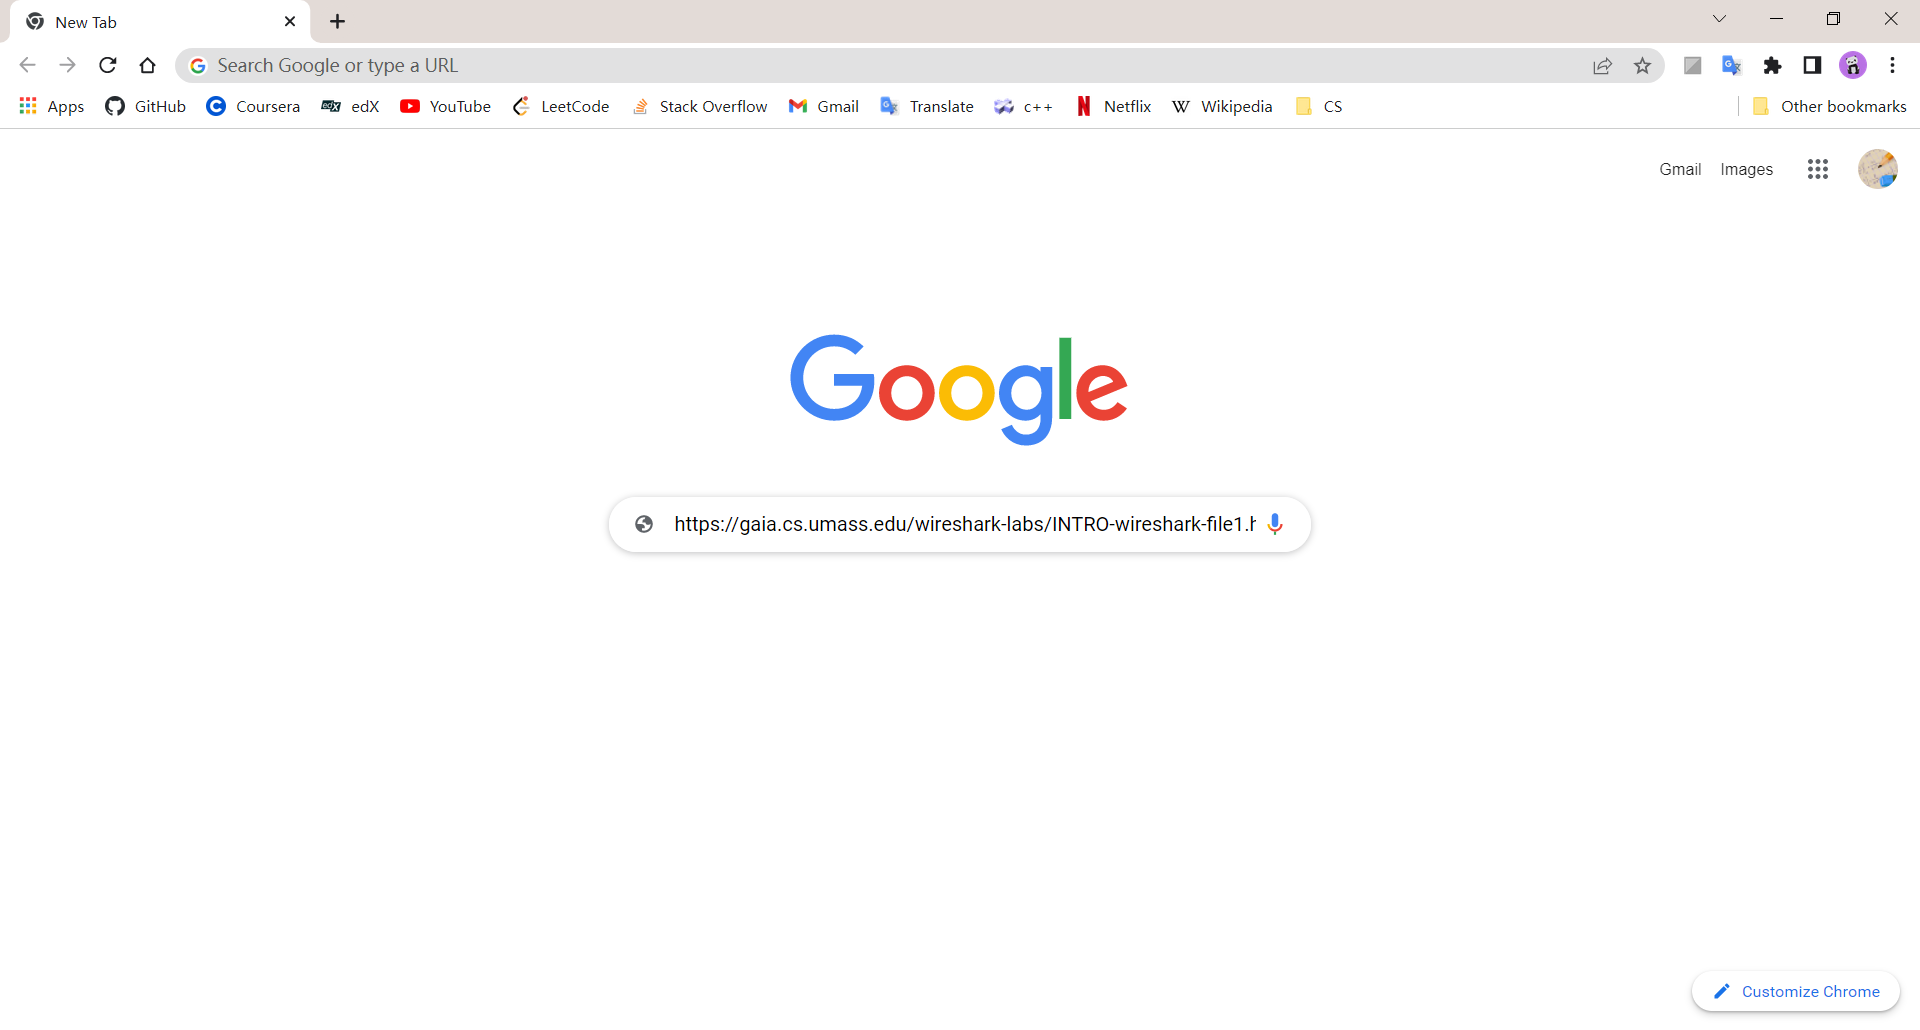 New Tab
Search Google or type a URL
Apps GitHub Coursera edX YouTube LeetCode Stack Overflow Gmail Translate c++ Netflix Wikipedia CS Other bookmarks
Gmail Images
Google
https://gaia.cs.umass.edu/wireshark-labs/INTRO-wireshark-file1.h
Customize Chrome